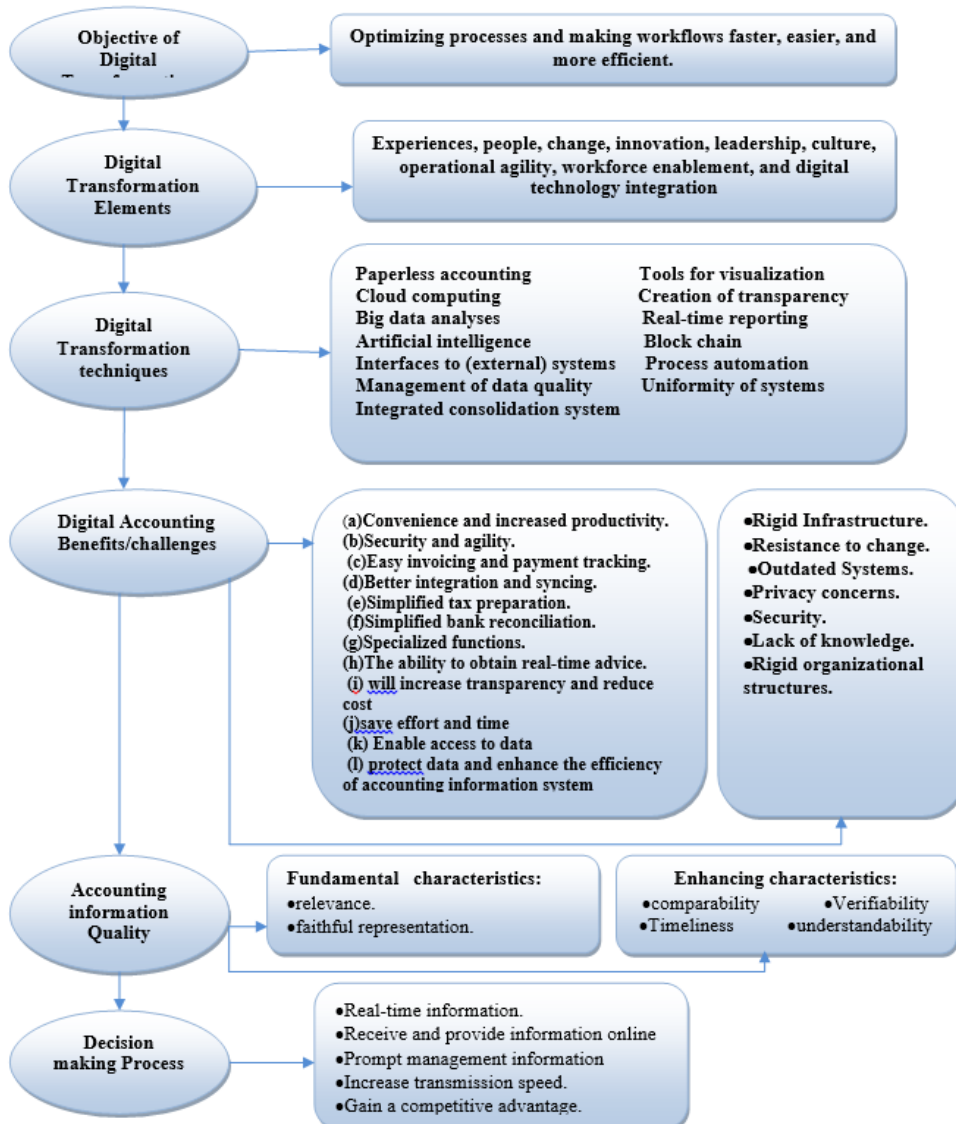 Objective of
Digital
Optimizing processes and making workflows faster, easier, and
more efficient.
Digital
Transformation
Elements
Experiences, people, change, innovation, leadership, culture,
operational agility, workforce enablement, and digital
technology integration
Digital
Transformation
techniques
Paperless accounting
Cloud computing
Big data analyses
Artificial intelligence
Interfaces to (external) systems
Management of data quality
Integrated consolidation system
Tools for visualization
Creation of transparency
Real-time reporting
Block chain
Process automation
Uniformity of systems
Digital Accounting
Benefits/challenges
(a)Convenience and increased productivity.
(b)Security and agility.
(c)Easy invoicing and payment tracking.
(d)Better integration and syncing.
(e)Simplified tax preparation.
(f)Simplified bank reconciliation.
(g)Specialized functions.
(h)The ability to obtain real-time advice.
(i) will increase transparency and reduce
cost
(j)save effort and time
(k) Enable access to data
(l) protect data and enhance the efficiency
of accounting information system
●Rigid Infrastructure.
●Resistance to change.
●Outdated Systems.
●Privacy concerns.
●Security.
●Lack of knowledge.
●Rigid organizational
structures.
Accounting
information
Quality
Fundamental characteristics:
●relevance.
●faithful representation.
Enhancing characteristics:
●comparability ●Verifiability
●Timeliness ●understandability
Decision
making Process
●Real-time information.
●Receive and provide information online
●Prompt management information
●Increase transmission speed.
●Gain a competitive advantage.